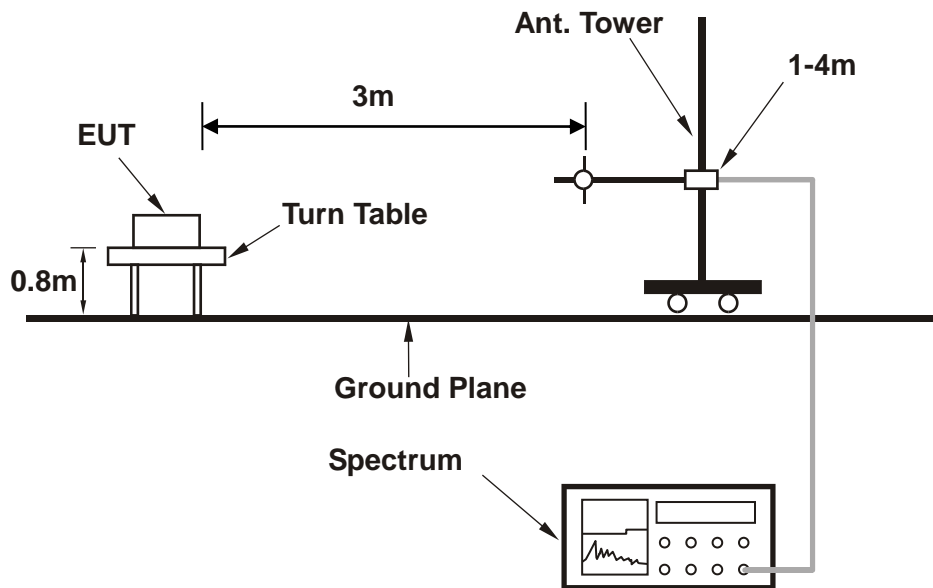 Ant. Tower
1-4m
3m
EUT
Turn Table
0.8m
Ground Plane
Spectrum